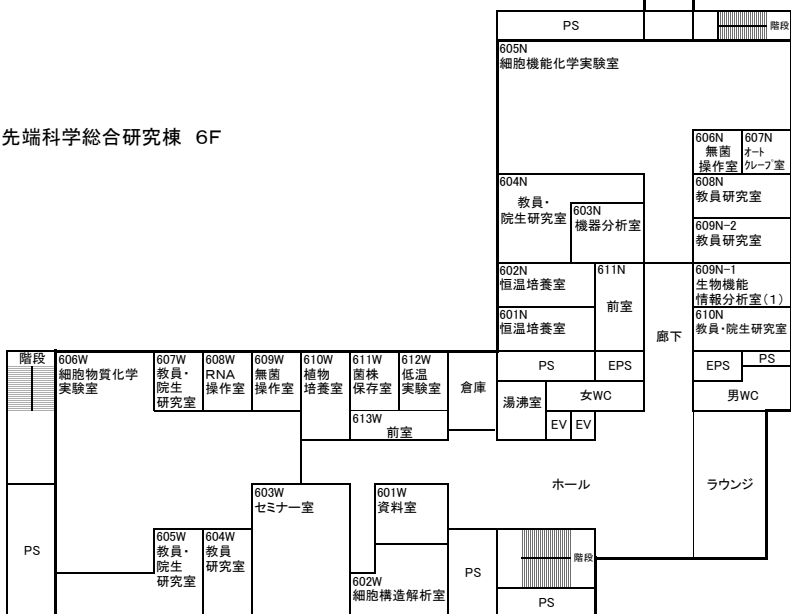 PS
階段
605N
細胞機能化学実験室
先端科学総合研究棟 6F
606N
無菌
操作室
607N
オート
クレーブ室
604N
教員・
院生研究室
603N
機器分析室
608N
教員研究室
609N-2
教員研究室
602N
恒温培養室
611N
前室
609N-1
生物機能
情報分析室(1)
601N
恒温培養室
610N
教員・院生研究室
廊下
階段
606W
細胞物質化学
実験室
607W
教員・
院生
研究室
608W
RNA
操作室
609W
無菌
操作室
610W
植物
培養室
611W
菌株
保存室
612W
低温
実験室
倉庫
PS
EPS
EPS
PS
湯沸室
女WC
男WC
613W
前室
EV
EV
ホール
ラウンジ
603W
セミナー室
601W
資料室
PS
605W
教員・
院生
研究室
604W
教員
研究室
602W
細胞構造解析室
PS
階段
PS